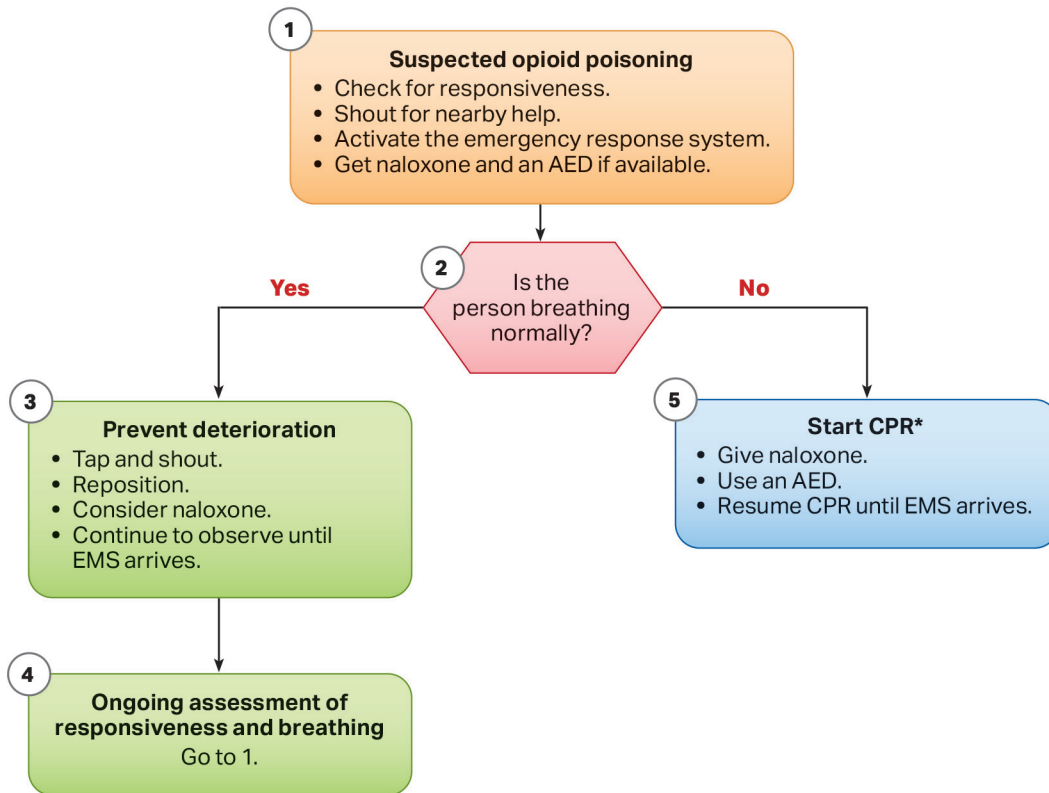 1
Suspected opioid poisoning
• Check for responsiveness.
• Shout for nearby help.
• Activate the emergency response system.
• Get naloxone and an AED if available.
2
Is the
person breathing
normally?
Yes
No
3
Prevent deterioration
• Tap and shout.
• Reposition.
• Consider naloxone.
• Continue to observe until
EMS arrives.
4
Ongoing assessment of
responsiveness and breathing
Go to 1.
5
Start CPR*
• Give naloxone.
• Use an AED.
• Resume CPR until EMS arrives.